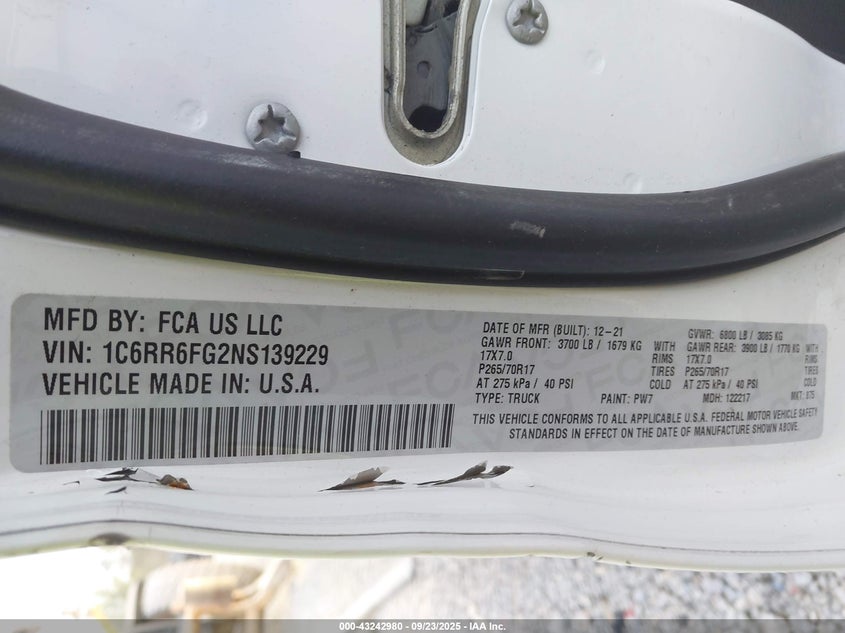 MFD BY: FCA US LLC
VIN: 1C6RR6FG2NS139229
VEHICLE MADE IN: U.S.A.
DATE OF MFR (BUILT): 12-21 GVWR: 6800 LB / 3085 KG
GAWR FRONT: 3700 LB / 1679 KG WITH GAWR REAR: 3900 LB / 1770 KG WITH
17X7.0 RIMS 17X7.0 RIMS
P265/70R17 TIRES P265/70R17 TIRES
AT 275 kPa / 40 PSI COLD AT 275 kPa / 40 PSI COLD
TYPE: TRUCK PAINT: PW7 MDH: 122217 MKT: 875
THIS VEHICLE CONFORMS TO ALL APPLICABLE U.S.A. FEDERAL MOTOR VEHICLE SAFETY
STANDARDS IN EFFECT ON THE DATE OF MANUFACTURE SHOWN ABOVE.
000-43242980 - 09/23/2025 - IAA Inc.